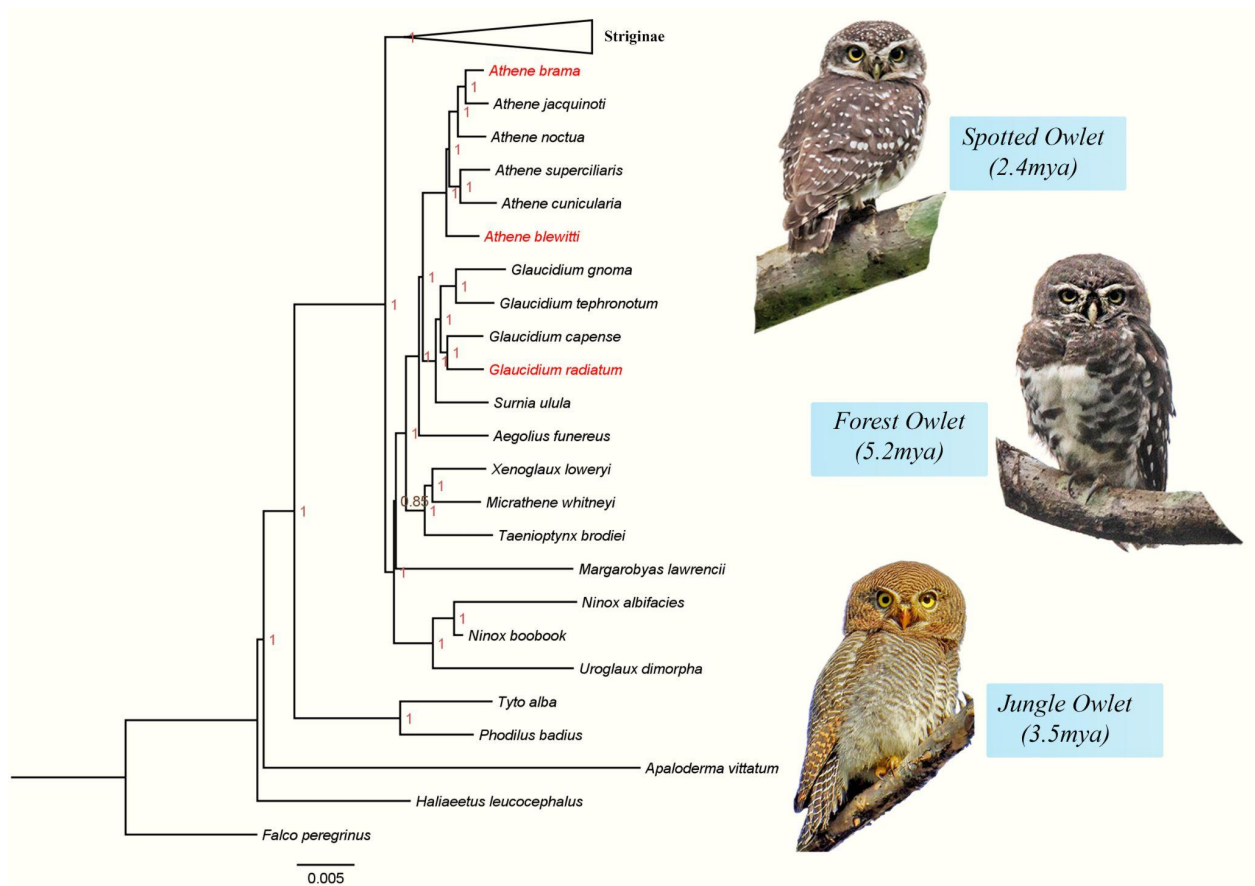 Striginae
Athene brama
1
Athene jacquinoti
1
Athene noctua
1
Athene superciliaris
1
1
Athene cunicularia
Athene blewitti
Glaucidium gnoma
1
1
Glaucidium tephronotum
1
1
Glaucidium capense
1
1
1
Glaucidium radiatum
Surnia ulula
Aegolius funereus
1
Xenoglaux loweryi
1
Micrathene whitneyi
0.85
1
Taenioptynx brodiei
Margarobyas lawrencii
1
Ninox albifacies
1
Ninox boobook
1
Uroglaux dimorpha
1
1
Tyto alba
1
Phodilus badius
Apaloderma vittatum
Haliaeetus leucocephalus
Falco peregrinus
0.005
1
Spotted Owlet
(2.4mya)
Forest Owlet
(5.2mya)
Jungle Owlet
(3.5mya)